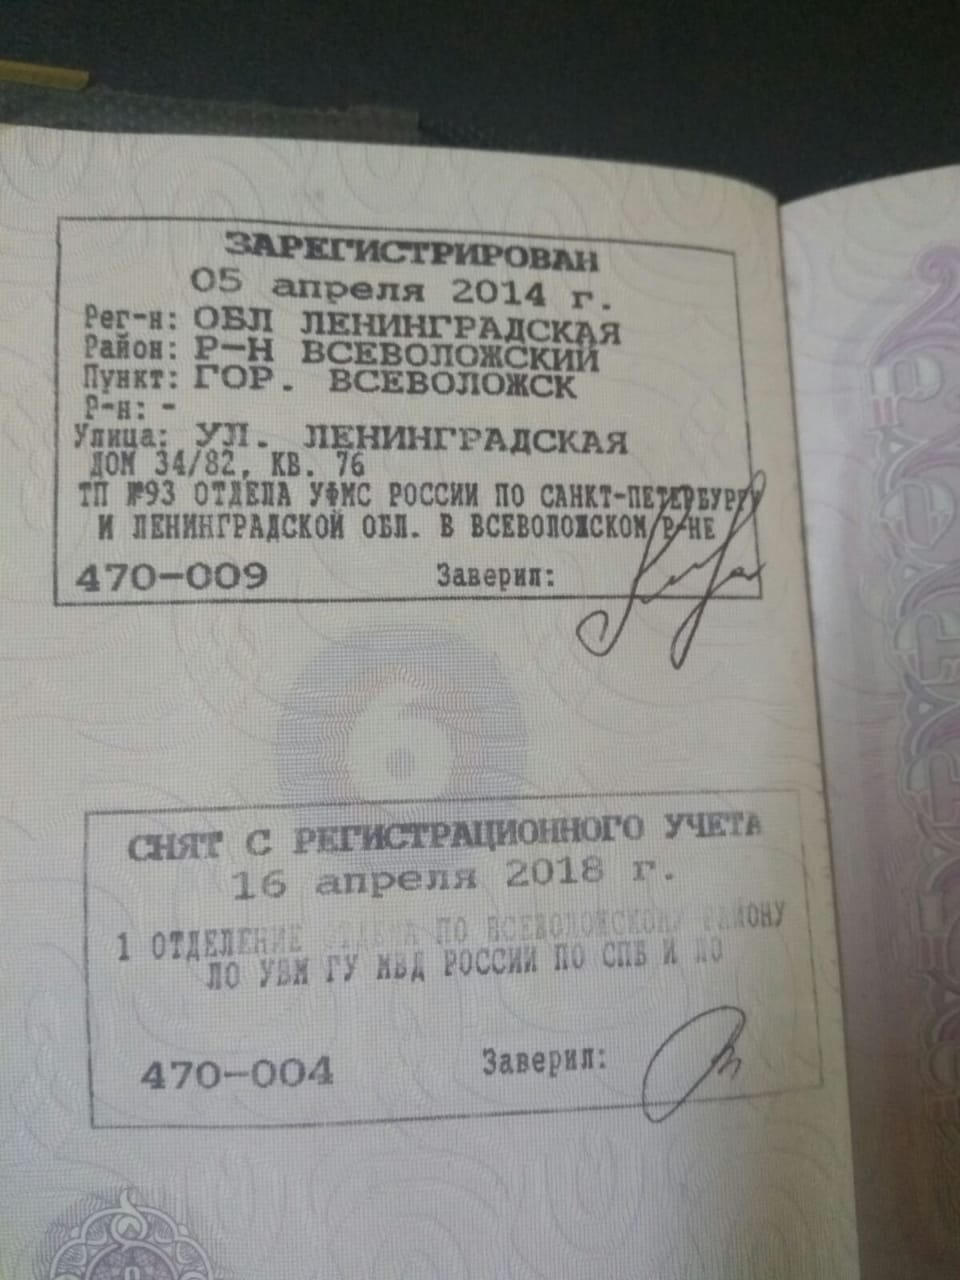 ЗАРЕГИСТРИРОВАН
05 апреля 2014 г.
Рег-н: ОБЛ ЛЕНИНГРАДСКАЯ
Район: Р-Н ВСЕВОЛОЖСКИЙ
Пункт: ГОР. ВСЕВОЛОЖСК
Р-н: -
Улица: УЛ. ЛЕНИНГРАДСКАЯ
ДОМ 34/82, КВ. 76
ТП №93 ОТДЕЛА УФМС РОССИИ ПО САНКТ-ПЕТЕРБУРГУ
И ЛЕНИНГРАДСКОЙ ОБЛ. В ВСЕВОЛОЖСКОМ Р-НЕ
470-009 Заверил:
СНЯТ С РЕГИСТРАЦИОННОГО УЧЕТА
16 апреля 2018 г.
1 ОТДЕЛЕНИЕ ОТДЕЛА ПО ВСЕВОЛОЖСКОМУ РАЙОНУ
ЛО УВМ ГУ МВД РОССИИ ПО СПБ И ЛО
470-004 Заверил: